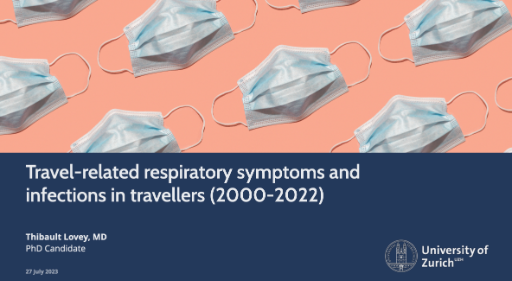 Travel-related respiratory symptoms and
infections in travellers (2000-2022)
Thibault Lovey, MD
PhD Candidate
27 July 2023
University of
Zurich UZH